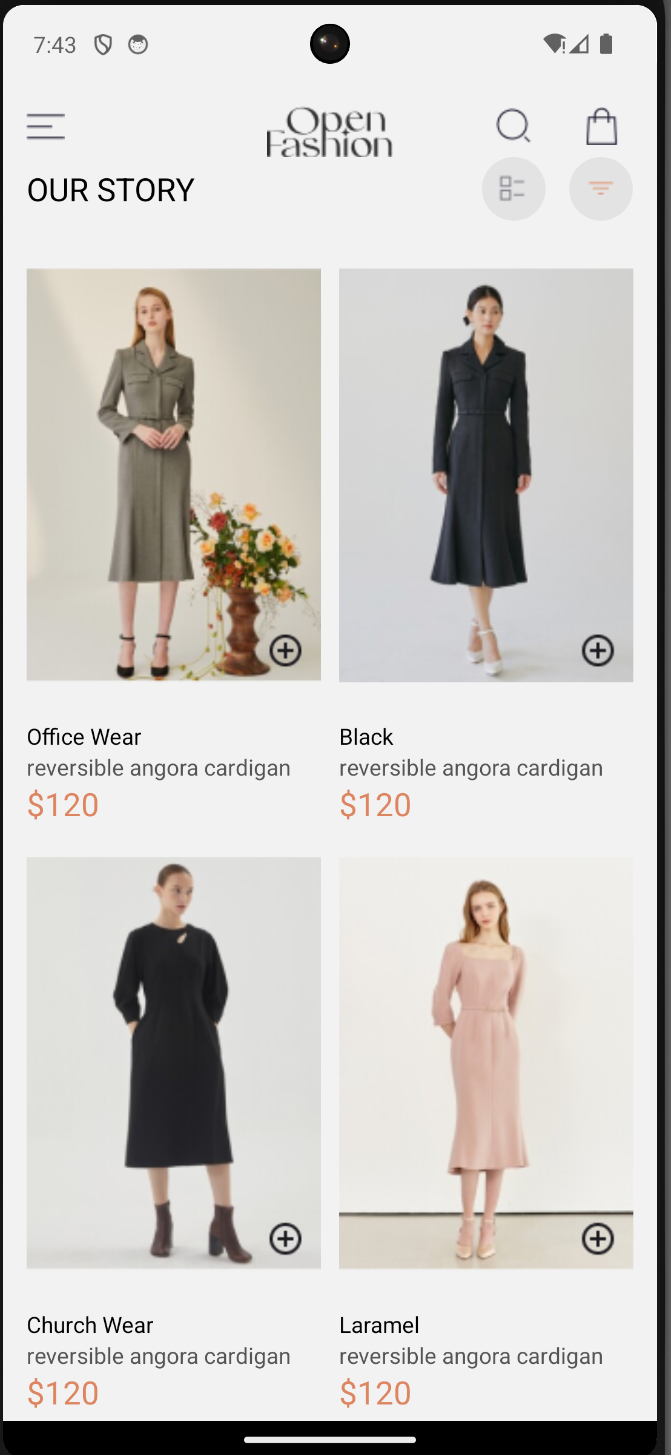 7:43
Open
Fashion
OUR STORY
Office Wear
reversible angora cardigan
$120
Black
reversible angora cardigan
$120
Church Wear
reversible angora cardigan
$120
Laramel
reversible angora cardigan
$120